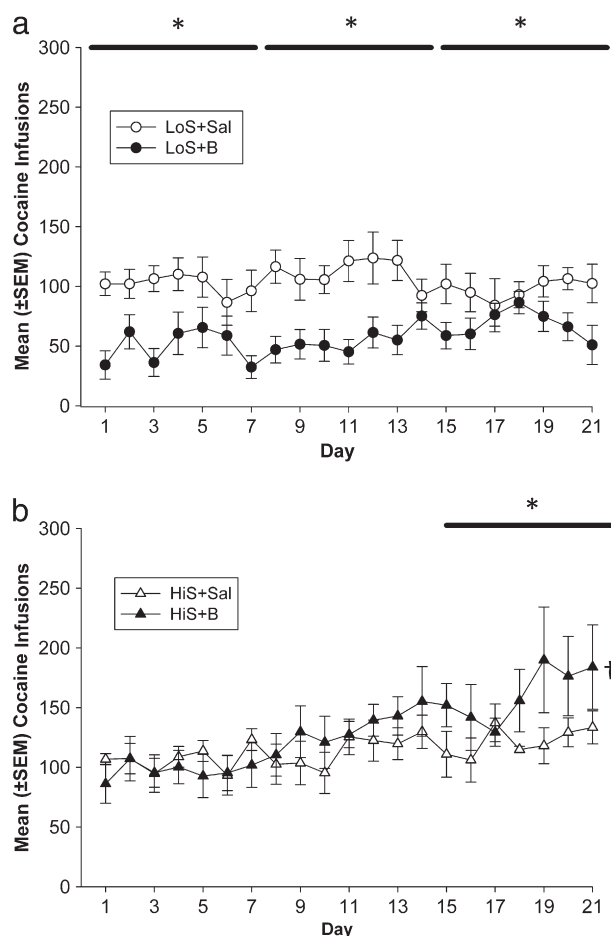 a
* * *
300
250
200
150
100
50
0
LoS+Sal
LoS+B
Mean (±SEM) Cocaine Infusions
1 3 5 7 9 11 13 15 17 19 21
Day
b
*
300
250
200
150
100
50
0
HiS+Sal
HiS+B
†
Mean (±SEM) Cocaine Infusions
1 3 5 7 9 11 13 15 17 19 21
Day